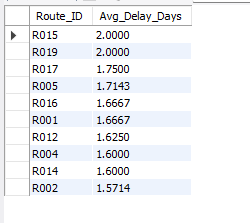 Route_ID Avg_Delay_Days
R015 2.0000
R019 2.0000
R017 1.7500
R005 1.7143
R016 1.6667
R001 1.6667
R012 1.6250
R004 1.6000
R014 1.6000
R002 1.5714